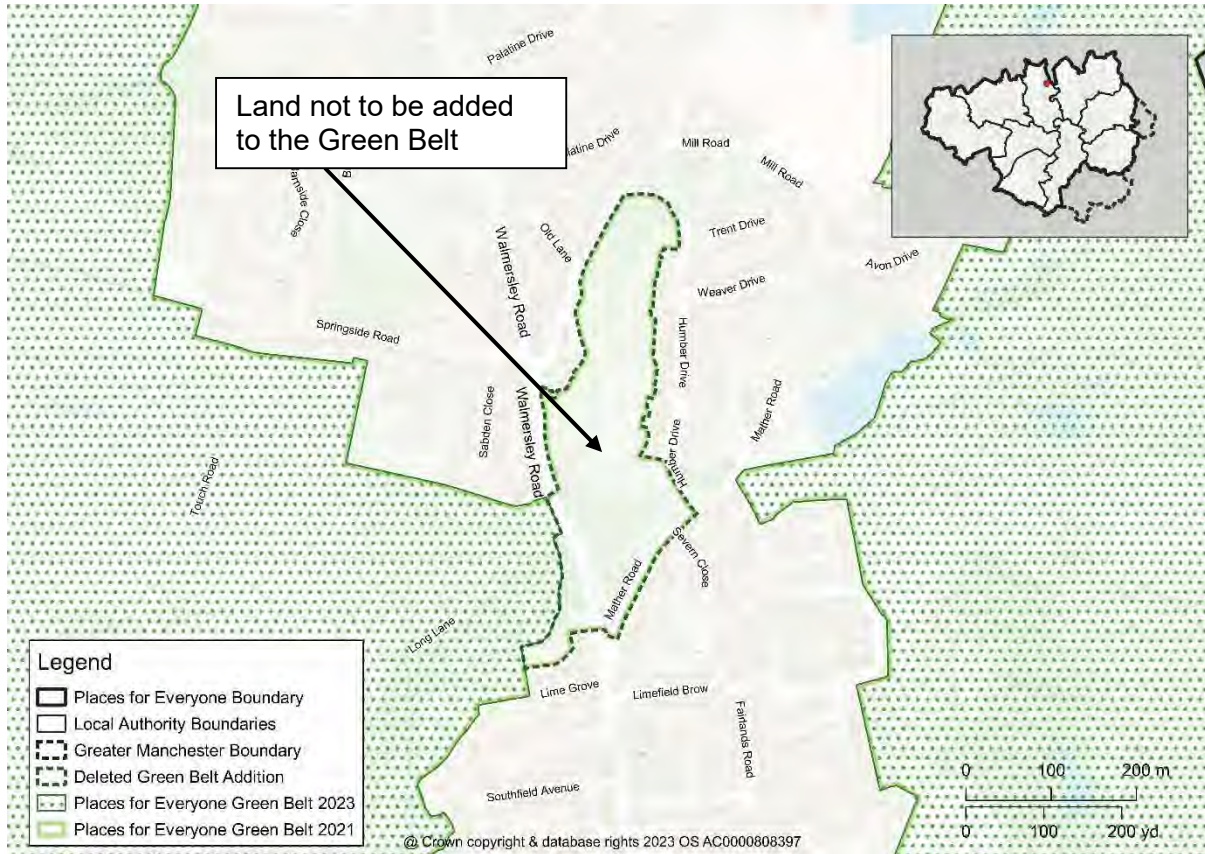 Palatine Drive
Land not to be added
to the Green Belt
latine Drive
Mill Road
Mill Road
arnside Close
B
Old Lane
Walmersley Road
Trent Drive
Avon Drive
Weaver Drive
Springside Road
Humber Drive
Sabden Close
Walmersley Road
Mather Road
Humber Drive
Touch Road
Severn Close
Mather Road
Long Lane
Lime Grove
Limefield Brow
Fairlands Road
Southfield Avenue
Legend
Places for Everyone Boundary
Local Authority Boundaries
Greater Manchester Boundary
Deleted Green Belt Addition
Places for Everyone Green Belt 2023
Places for Everyone Green Belt 2021
0 100 200 m
0 100 200 yd
@ Crown copyright & database rights 2023 OS AC0000808397